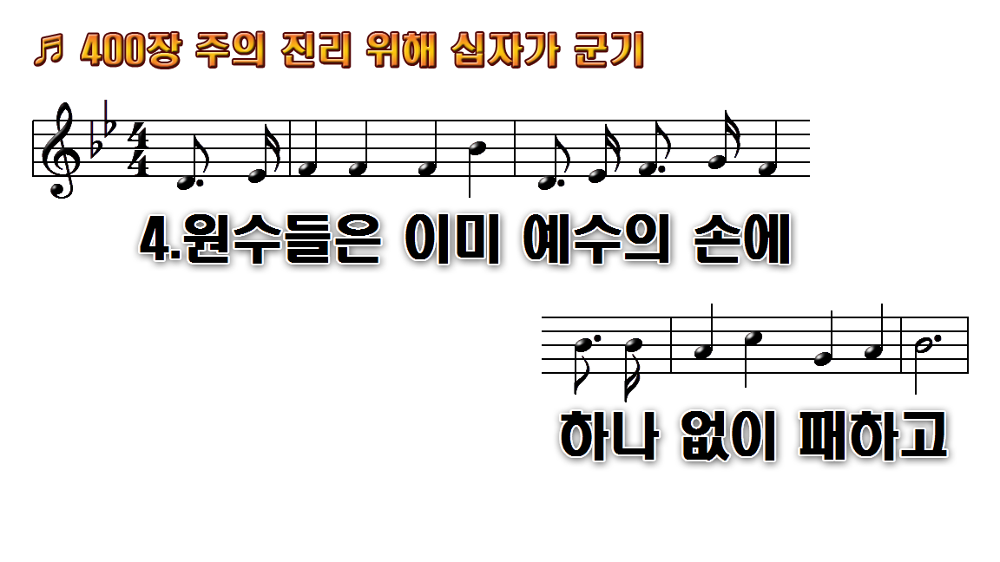 400장 주의 진리 위해 십자가 군기
4.원수들은 이미 예수의 손에
하나 없이 패하고